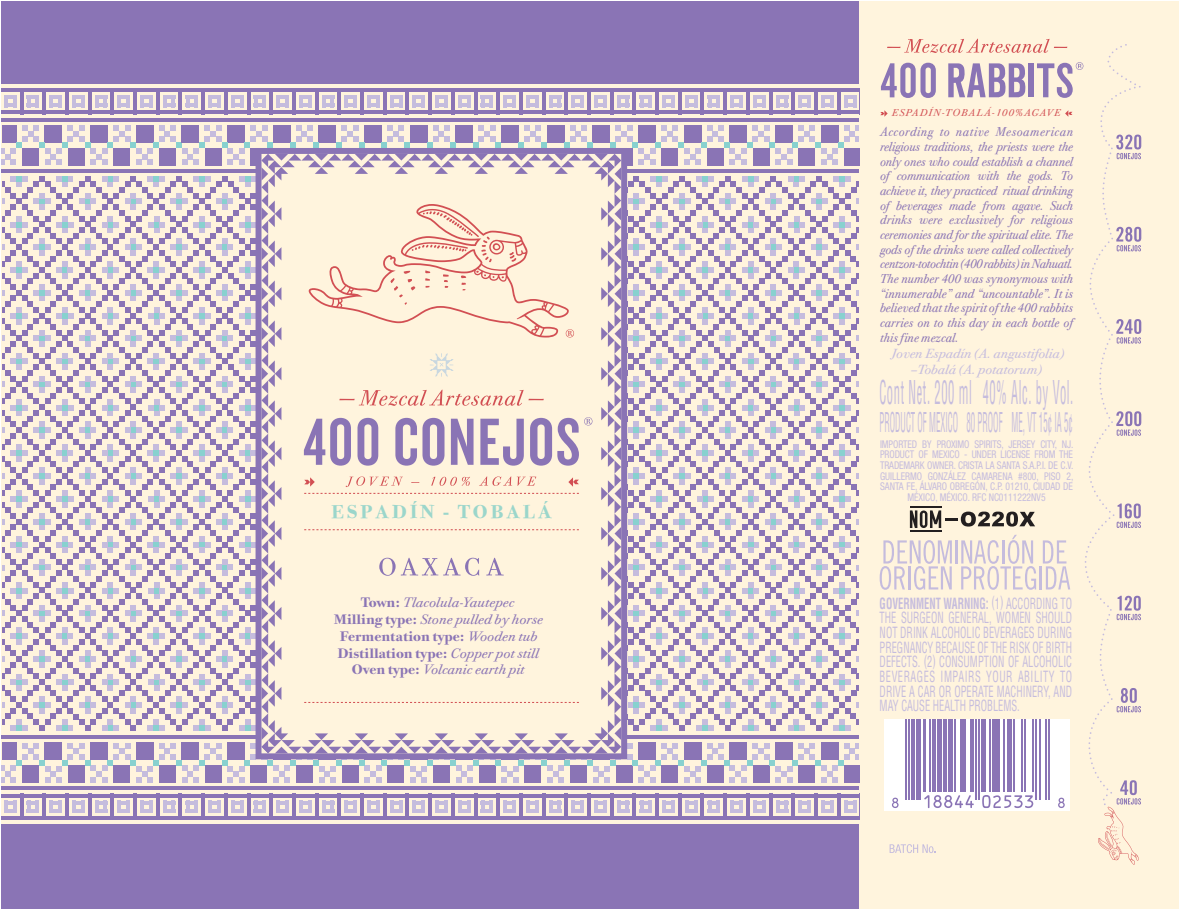 — Mezcal Artesanal —
400 CONEJOS®
JOVEN – 100% AGAVE
ESPADÍN - TOBALÁ
OAXACA
Town: Tlacolula-Yautepec
Milling type: Stone pulled by horse
Fermentation type: Wooden tub
Distillation type: Copper pot still
Oven type: Volcanic earth pit
®
— Mezcal Artesanal —
400 RABBITS®
ESPADÍN-TOBALÁ-100%AGAVE
According to native Mesoamerican
religious traditions, the priests were the
only ones who could establish a channel
of communication with the gods. To
achieve it, they practiced ritual drinking
of beverages made from agave. Such
drinks were exclusively for religious
ceremonies and for the spiritual elite. The
gods of the drinks were called collectively
centzon-totochtin (400 rabbits) in Nahuatl.
The number 400 was synonymous with
“innumerable” and “uncountable”. It is
believed that the spirit of the 400 rabbits
carries on to this day in each bottle of
this fine mezcal.
Joven Espadín (A. angustifolia)
–Tobalá (A. potatorum)
Cont Net. 200 ml 40% Alc. by Vol.
PRODUCT OF MEXICO 80 PROOF ME, VT 15¢ IA 5¢
IMPORTED BY PROXIMO SPIRITS, JERSEY CITY, NJ.
PRODUCT OF MEXICO - UNDER LICENSE FROM THE
TRADEMARK OWNER. CRISTA LA SANTA S.A.P.I. DE C.V.
GUILLERMO GONZÁLEZ CAMARENA #800, PISO 2,
SANTA FE, ALVARO OBREGÓN, C.P. 012210, CIUDAD DE
MÉXICO, MÉXICO. RFC NC0111222NV5
NOM–O220X
DENOMINACIÓN DE
ORIGEN PROTEGIDA
GOVERNMENT WARNING: (1) ACCORDING TO
THE SURGEON GENERAL, WOMEN SHOULD
NOT DRINK ALCOHOLIC BEVERAGES DURING
PREGNANCY BECAUSE OF THE RISK OF BIRTH
DEFECTS. (2) CONSUMPTION OF ALCOHOLIC
BEVERAGES IMPAIRS YOUR ABILITY TO
DRIVE A CAR OR OPERATE MACHINERY, AND
MAY CAUSE HEALTH PROBLEMS.
8 18844 02533 8
BATCH No.
320
CONEJOS
280
CONEJOS
240
CONEJOS
200
CONEJOS
160
CONEJOS
120
CONEJOS
80
CONEJOS
40
CONEJOS